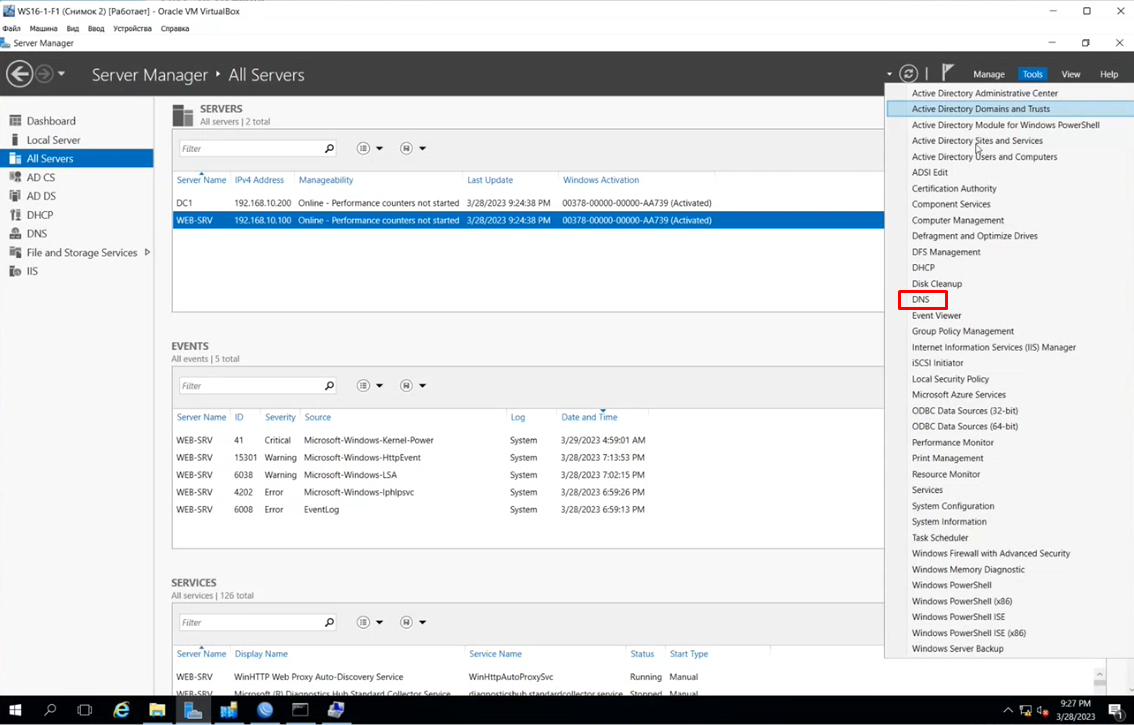 WS16-1-F1 (Снимок 2) [Работает] - Oracle VM VirtualBox
Файл Машина Вид Ввод Устройства Справка
Server Manager
Server Manager ‣ All Servers
Manage Tools View Help
Dashboard
Local Server
All Servers
AD CS
AD DS
DHCP
DNS
File and Storage Services
IIS
SERVERS
All servers | 2 total
Filter
Server Name IPv4 Address Manageability Last Update Windows Activation
DC1 192.168.10.200 Online - Performance counters not started 3/28/2023 9:24:38 PM 00378-00000-00000-AA739 (Activated)
WEB-SRV 192.168.10.100 Online - Performance counters not started 3/28/2023 9:24:38 PM 00378-00000-00000-AA739 (Activated)
EVENTS
All events | 5 total
Filter
Server Name ID Severity Source Log Date and Time
WEB-SRV 41 Critical Microsoft-Windows-Kernel-Power System 3/29/2023 4:59:01 AM
WEB-SRV 15301 Warning Microsoft-Windows-HttpEvent System 3/28/2023 7:13:53 PM
WEB-SRV 6038 Warning Microsoft-Windows-LSA System 3/28/2023 7:02:15 PM
WEB-SRV 4202 Error Microsoft-Windows-Iphlpsvc System 3/28/2023 6:59:26 PM
WEB-SRV 6008 Error EventLog System 3/28/2023 6:59:13 PM
SERVICES
All services | 126 total
Filter
Server Name Display Name Service Name Status Start Type
WEB-SRV WinHTTP Web Proxy Auto-Discovery Service WinHttpAutoProxySvc Running Manual
WEB-SRV Microsoft (R) Diagnostics Hub Standard Collector Service diagnosticshub.standardcollector.service Stopped Manual
Active Directory Administrative Center
Active Directory Domains and Trusts
Active Directory Module for Windows PowerShell
Active Directory Sites and Services
Active Directory Users and Computers
ADSI Edit
Certification Authority
Component Services
Computer Management
Defragment and Optimize Drives
DFS Management
DHCP
Disk Cleanup
DNS
Event Viewer
Group Policy Management
Internet Information Services (IIS) Manager
iSCSI Initiator
Local Security Policy
Microsoft Azure Services
ODBC Data Sources (32-bit)
ODBC Data Sources (64-bit)
Performance Monitor
Print Management
Resource Monitor
Services
System Configuration
System Information
Task Scheduler
Windows Firewall with Advanced Security
Windows Memory Diagnostic
Windows PowerShell
Windows PowerShell (x86)
Windows PowerShell ISE
Windows PowerShell ISE (x86)
Windows Server Backup
9:27 PM
3/28/2023
1